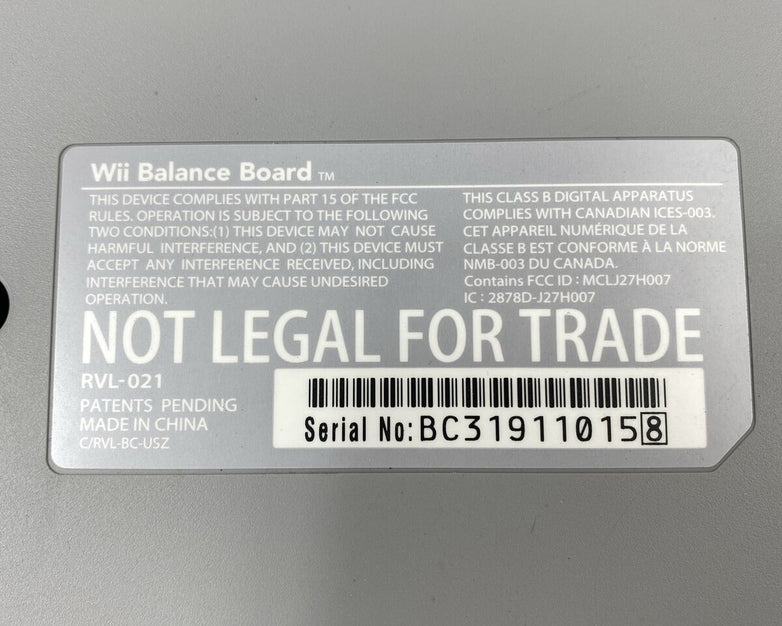 Wii Balance Board TM
THIS DEVICE COMPLIES WITH PART 15 OF THE FCC
RULES. OPERATION IS SUBJECT TO THE FOLLOWING
TWO CONDITIONS:(1) THIS DEVICE MAY NOT CAUSE
HARMFUL INTERFERENCE, AND (2) THIS DEVICE MUST
ACCEPT ANY INTERFERENCE RECEIVED, INCLUDING
INTERFERENCE THAT MAY CAUSE UNDESIRED
OPERATION.
THIS CLASS B DIGITAL APPARATUS
COMPLIES WITH CANADIAN ICES-003.
CET APPAREIL NUMÉRIQUE DE LA
CLASSE B EST CONFORME À LA NORME
NMB-003 DU CANADA.
Contains FCC ID : MCLJ27H007
IC : 2878D-J27H007
NOT LEGAL FOR TRADE
RVL-021
PATENTS PENDING
MADE IN CHINA
C/RVL-BC-USZ
Serial No:BC319110158